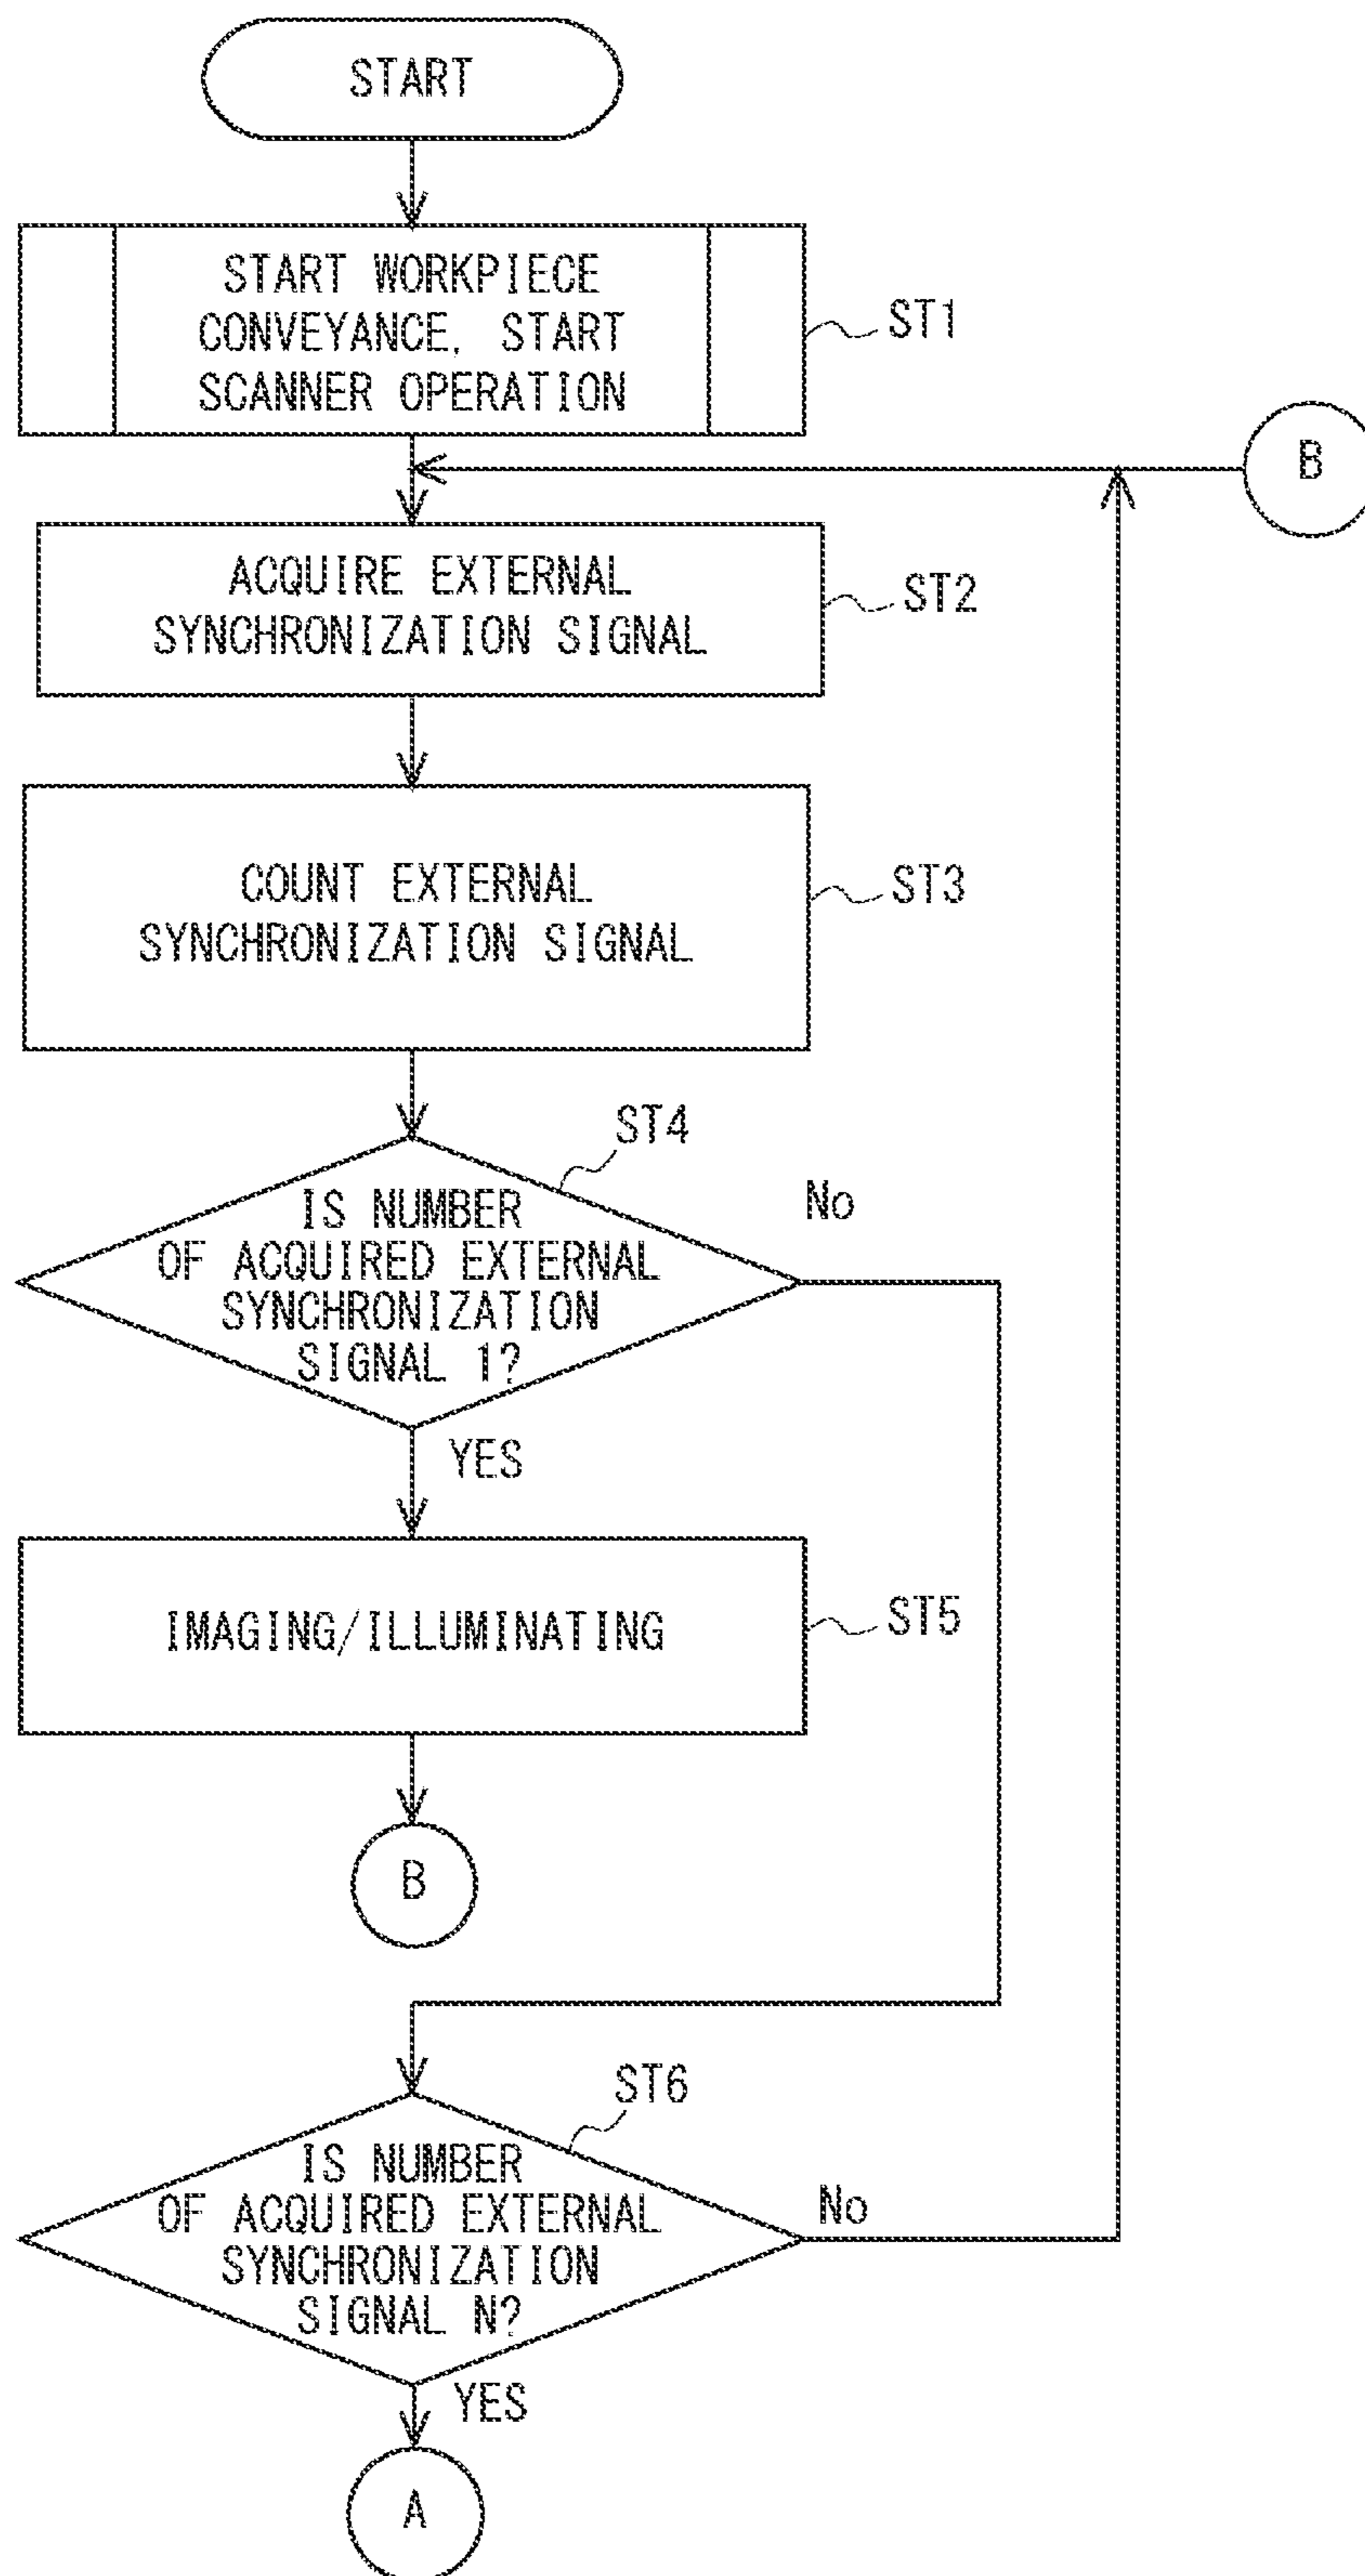 START
START WORKPIECE
CONVEYANCE, START
SCANNER OPERATION
ST1
B
ACQUIRE EXTERNAL
SYNCHRONIZATION SIGNAL
ST2
COUNT EXTERNAL
SYNCHRONIZATION SIGNAL
ST3
ST4
IS NUMBER
OF ACQUIRED EXTERNAL
SYNCHRONIZATION
SIGNAL 1?
No
YES
IMAGING/ILLUMINATING
ST5
B
ST6
IS NUMBER
OF ACQUIRED EXTERNAL
SYNCHRONIZATION
SIGNAL N?
No
YES
A